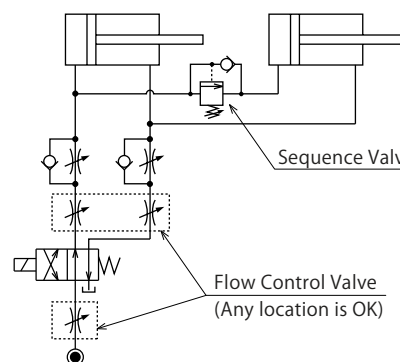 Sequence Valv
Flow Control Valve
(Any location is OK)